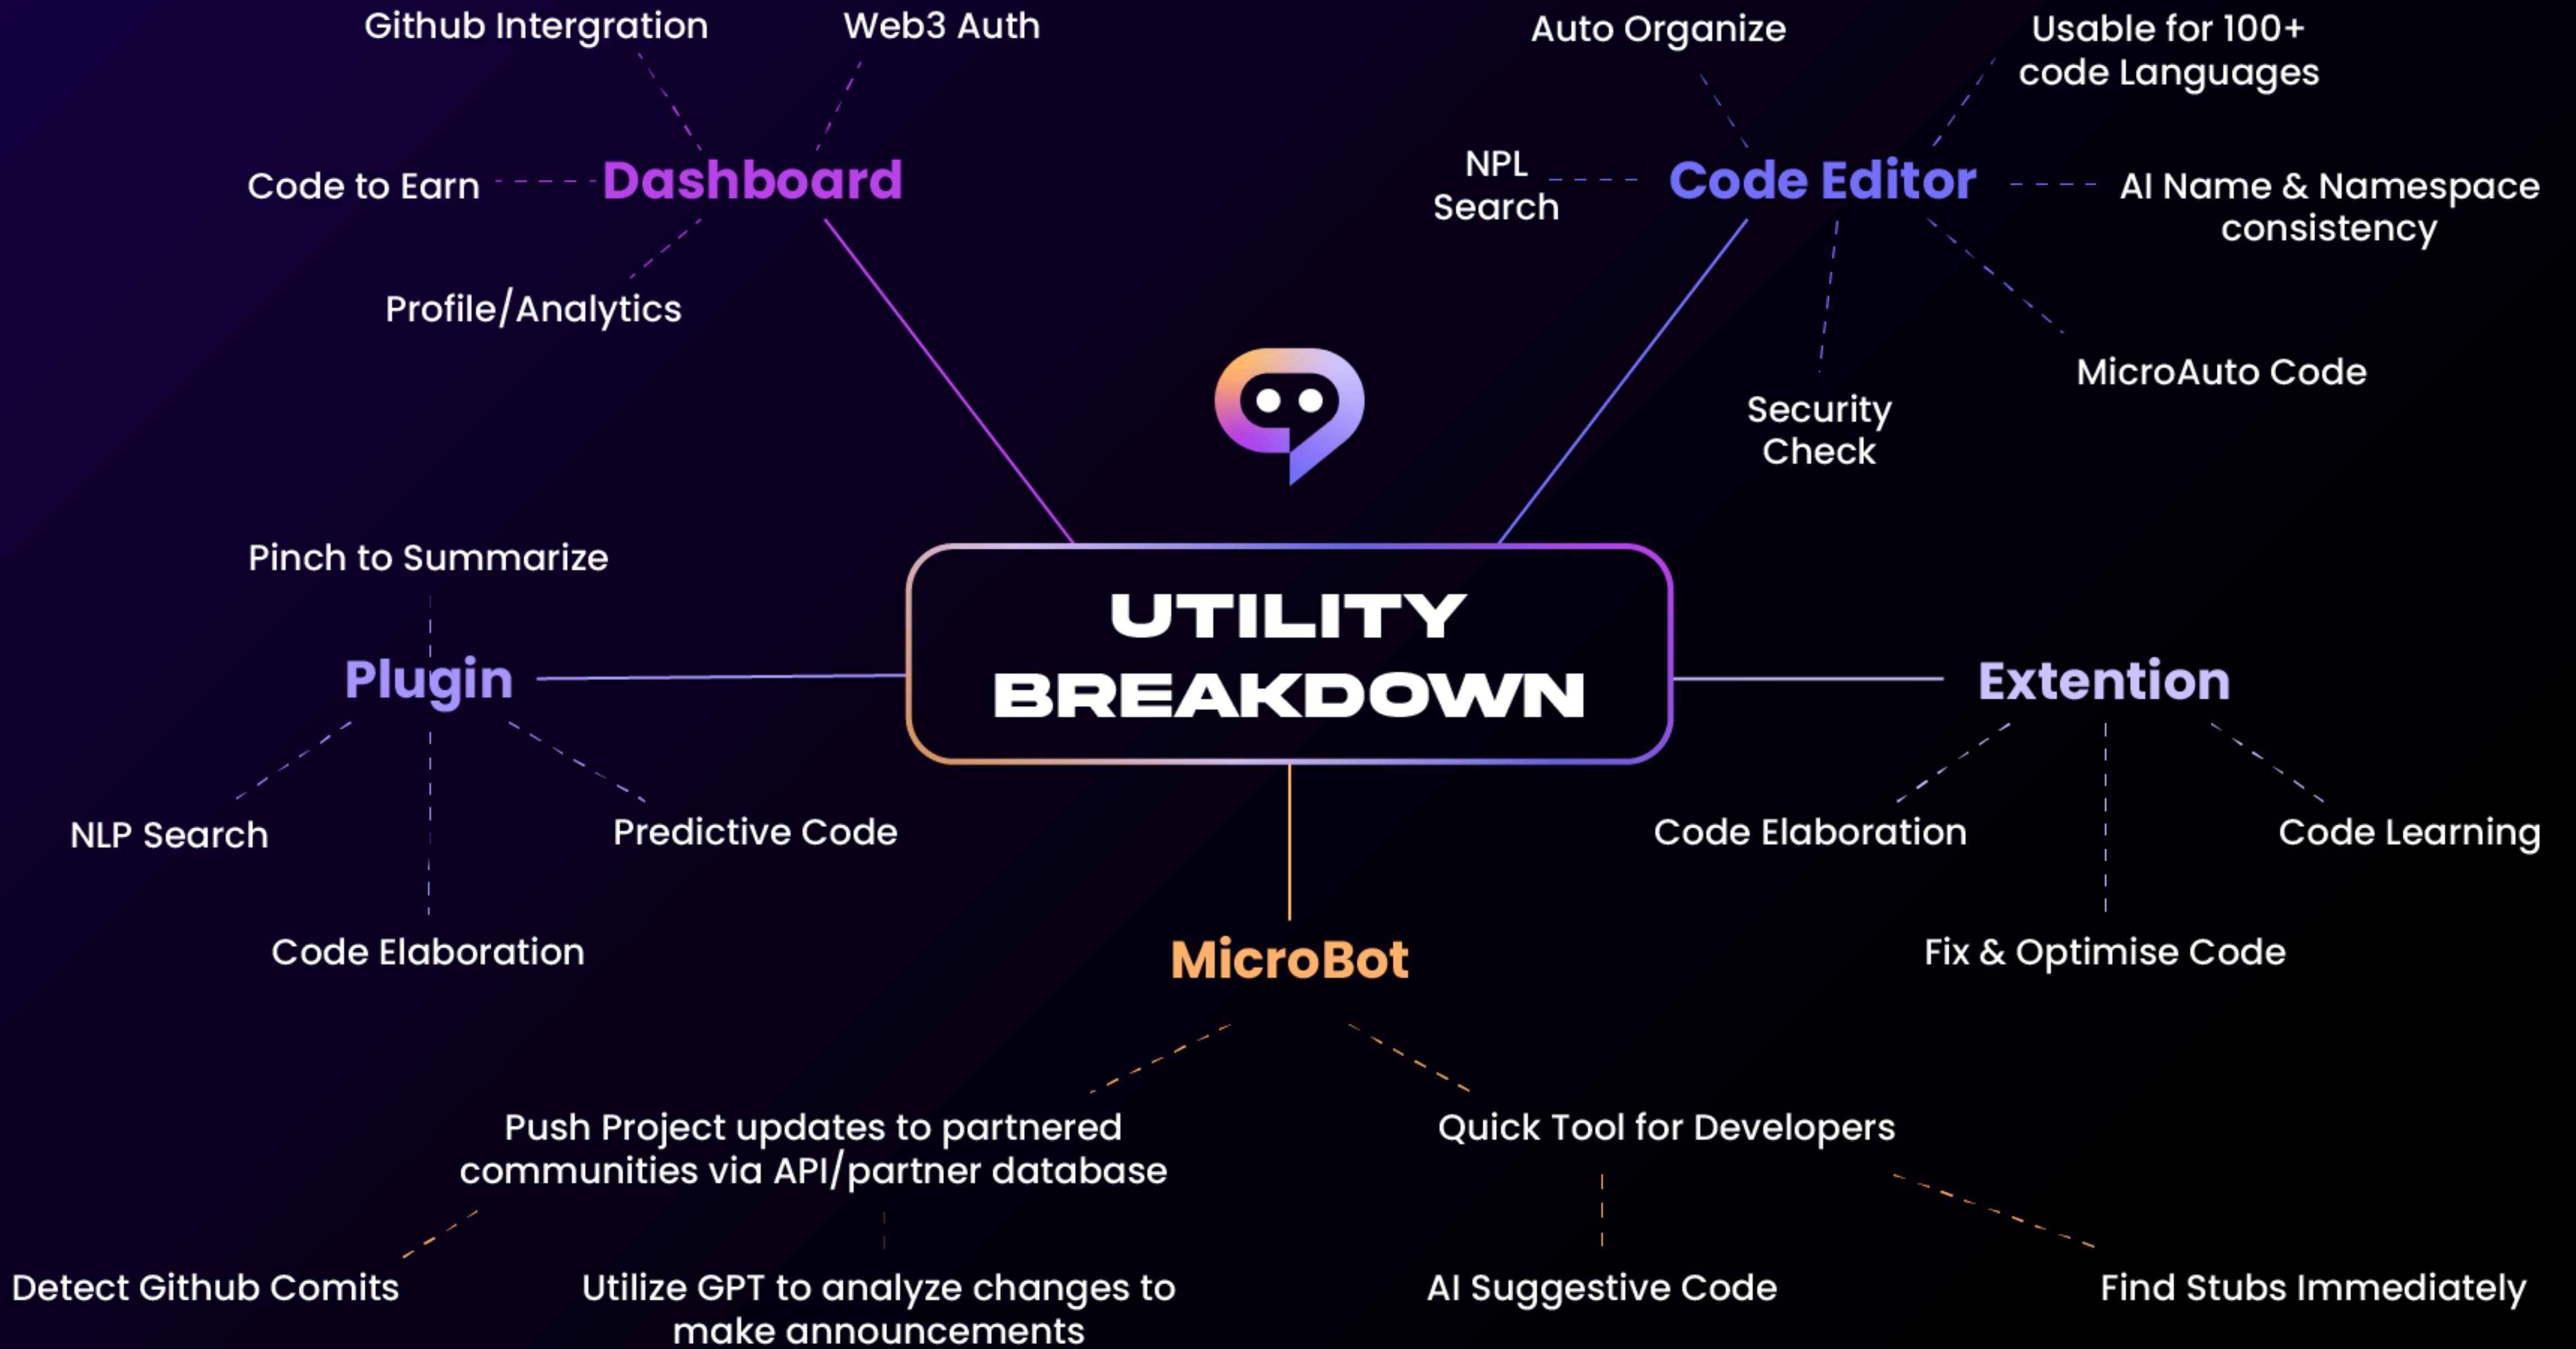 Github Intergration
Web3 Auth
Code to Earn
Dashboard
Profile/Analytics
Auto Organize
Usable for 100+
code Languages
NPL
Search
Code Editor
AI Name & Namespace
consistency
MicroAuto Code
Security
Check
UTILITY
BREAKDOWN
Pinch to Summarize
Plugin
NLP Search
Predictive Code
Code Elaboration
Extention
Code Elaboration
Code Learning
Fix & Optimise Code
MicroBot
Push Project updates to partnered
communities via API/partner database
Detect Github Comits
Utilize GPT to analyze changes to
make announcements
Quick Tool for Developers
AI Suggestive Code
Find Stubs Immediately